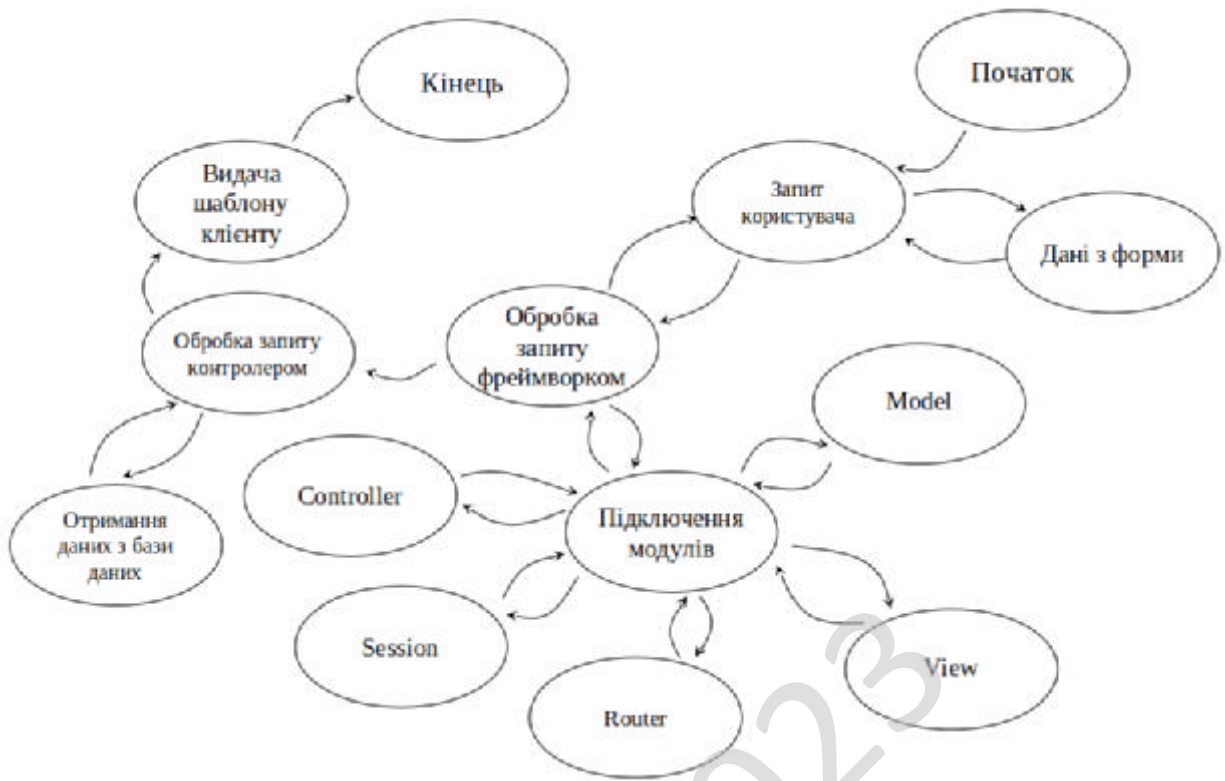 Кінець
Початок
Видача
шаблону
клієнту
Запит
користувача
Дані з форми
Обробка запиту
контролером
Обробка
запиту
фреймворком
Model
Controller
Підключення
модулів
Отримання
даних з бази
даних
Session
Router
View
023